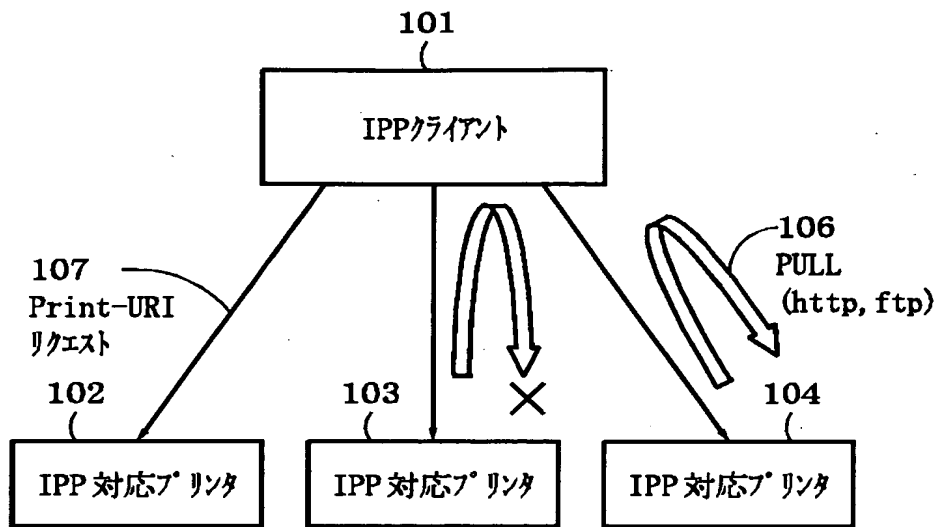 101
IPPクライアント
107
Print-URI
リクエスト
106
PULL
(http, ftp)
102
103
104
IPP 対応プリンタ
IPP 対応プリンタ
IPP 対応プリンタ